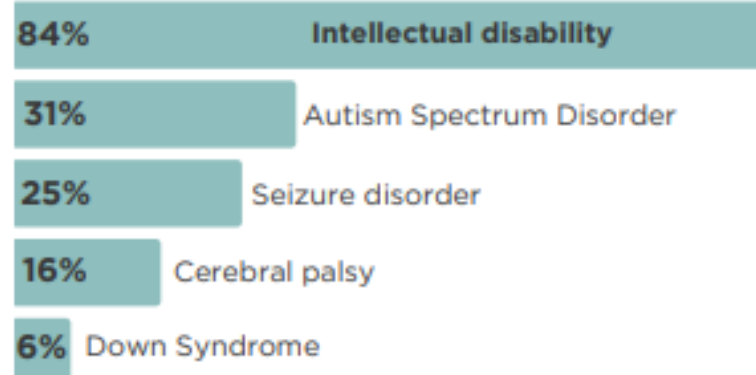 84% Intellectual disability
31% Autism Spectrum Disorder
25% Seizure disorder
16% Cerebral palsy
6% Down Syndrome